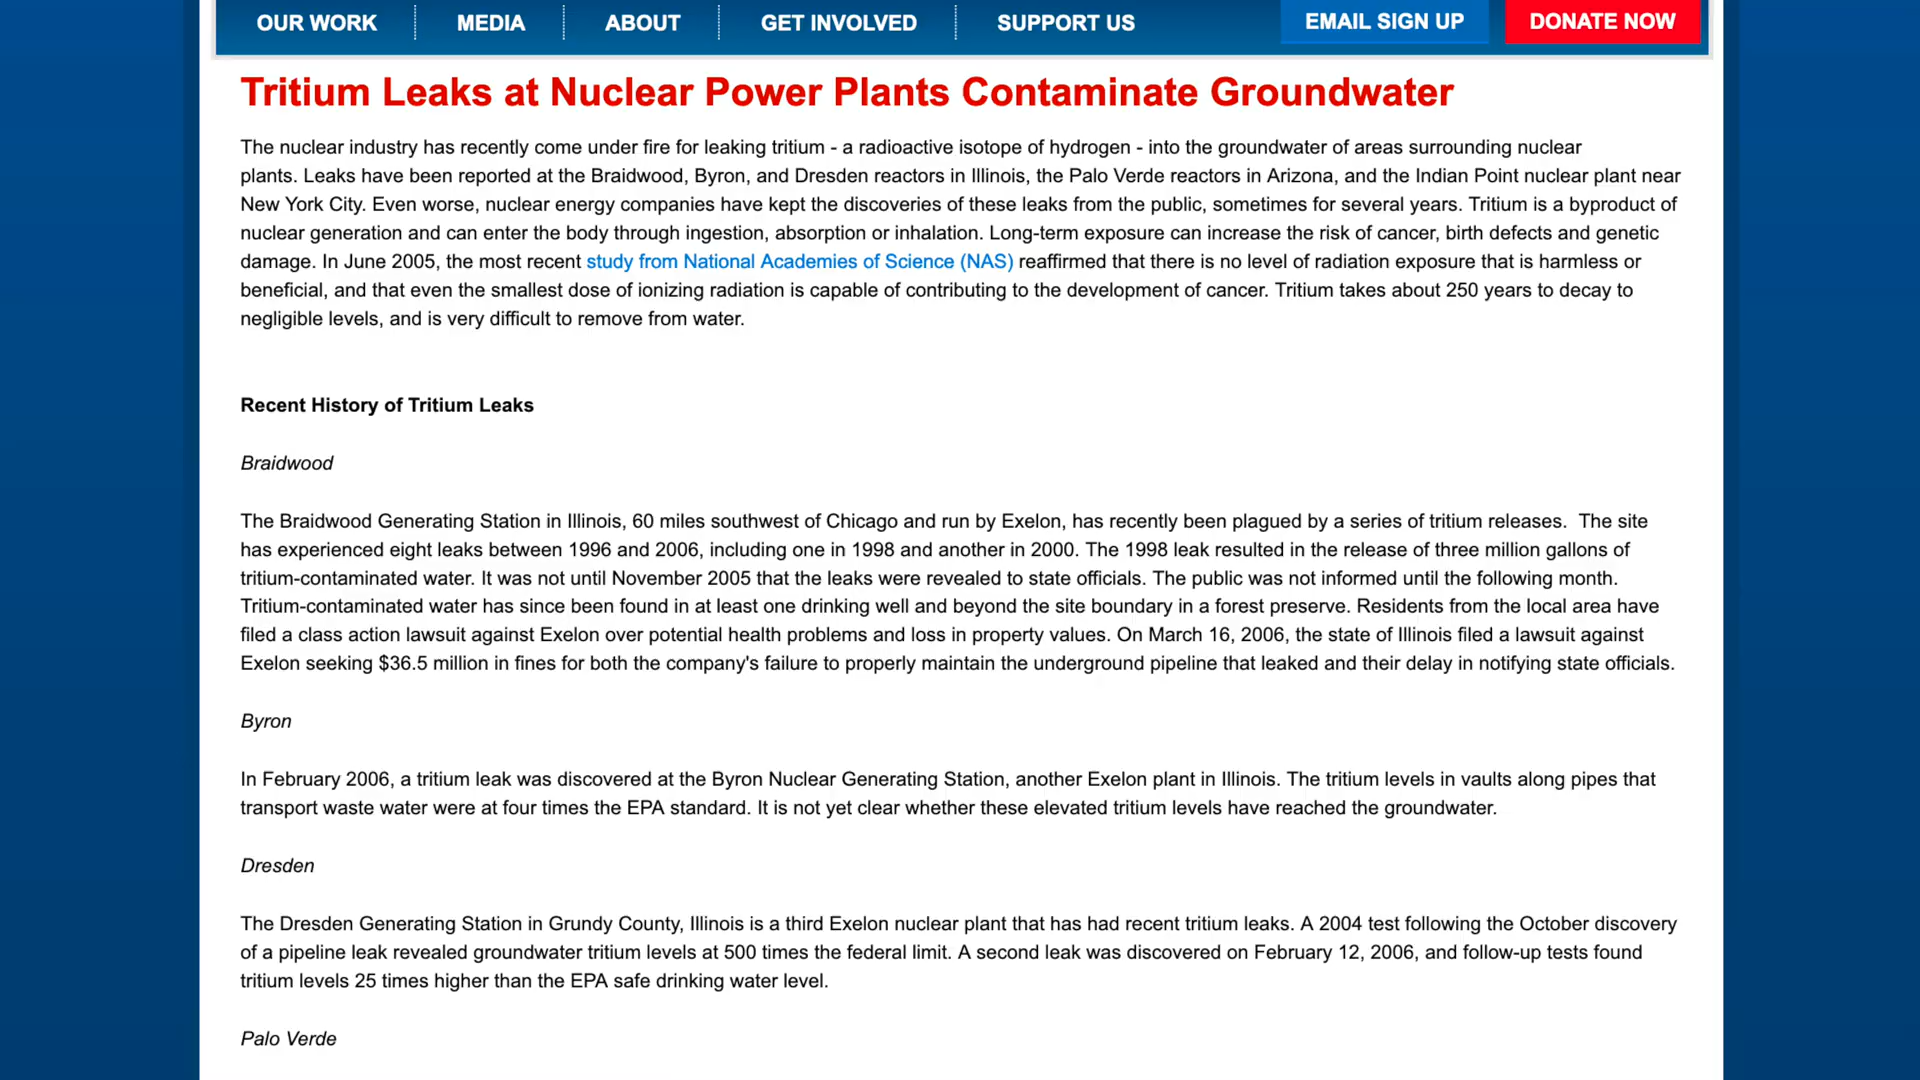 OUR WORK MEDIA ABOUT GET INVOLVED SUPPORT US EMAIL SIGN UP DONATE NOW
Tritium Leaks at Nuclear Power Plants Contaminate Groundwater
The nuclear industry has recently come under fire for leaking tritium - a radioactive isotope of hydrogen - into the groundwater of areas surrounding nuclear
plants. Leaks have been reported at the Braidwood, Byron, and Dresden reactors in Illinois, the Palo Verde reactors in Arizona, and the Indian Point nuclear plant near
New York City. Even worse, nuclear energy companies have kept the discoveries of these leaks from the public, sometimes for several years. Tritium is a byproduct of
nuclear generation and can enter the body through ingestion, absorption or inhalation. Long-term exposure can increase the risk of cancer, birth defects and genetic
damage. In June 2005, the most recent study from National Academies of Science (NAS) reaffirmed that there is no level of radiation exposure that is harmless or
beneficial, and that even the smallest dose of ionizing radiation is capable of contributing to the development of cancer. Tritium takes about 250 years to decay to
negligible levels, and is very difficult to remove from water.
Recent History of Tritium Leaks
Braidwood
The Braidwood Generating Station in Illinois, 60 miles southwest of Chicago and run by Exelon, has recently been plagued by a series of tritium releases. The site
has experienced eight leaks between 1996 and 2006, including one in 1998 and another in 2000. The 1998 leak resulted in the release of three million gallons of
tritium-contaminated water. It was not until November 2005 that the leaks were revealed to state officials. The public was not informed until the following month.
Tritium-contaminated water has since been found in at least one drinking well and beyond the site boundary in a forest preserve. Residents from the local area have
filed a class action lawsuit against Exelon over potential health problems and loss in property values. On March 16, 2006, the state of Illinois filed a lawsuit against
Exelon seeking $36.5 million in fines for both the company's failure to properly maintain the underground pipeline that leaked and their delay in notifying state officials.
Byron
In February 2006, a tritium leak was discovered at the Byron Nuclear Generating Station, another Exelon plant in Illinois. The tritium levels in vaults along pipes that
transport waste water were at four times the EPA standard. It is not yet clear whether these elevated tritium levels have reached the groundwater.
Dresden
The Dresden Generating Station in Grundy County, Illinois is a third Exelon nuclear plant that has had recent tritium leaks. A 2004 test following the October discovery
of a pipeline leak revealed groundwater tritium levels at 500 times the federal limit. A second leak was discovered on February 12, 2006, and follow-up tests found
tritium levels 25 times higher than the EPA safe drinking water level.
Palo Verde